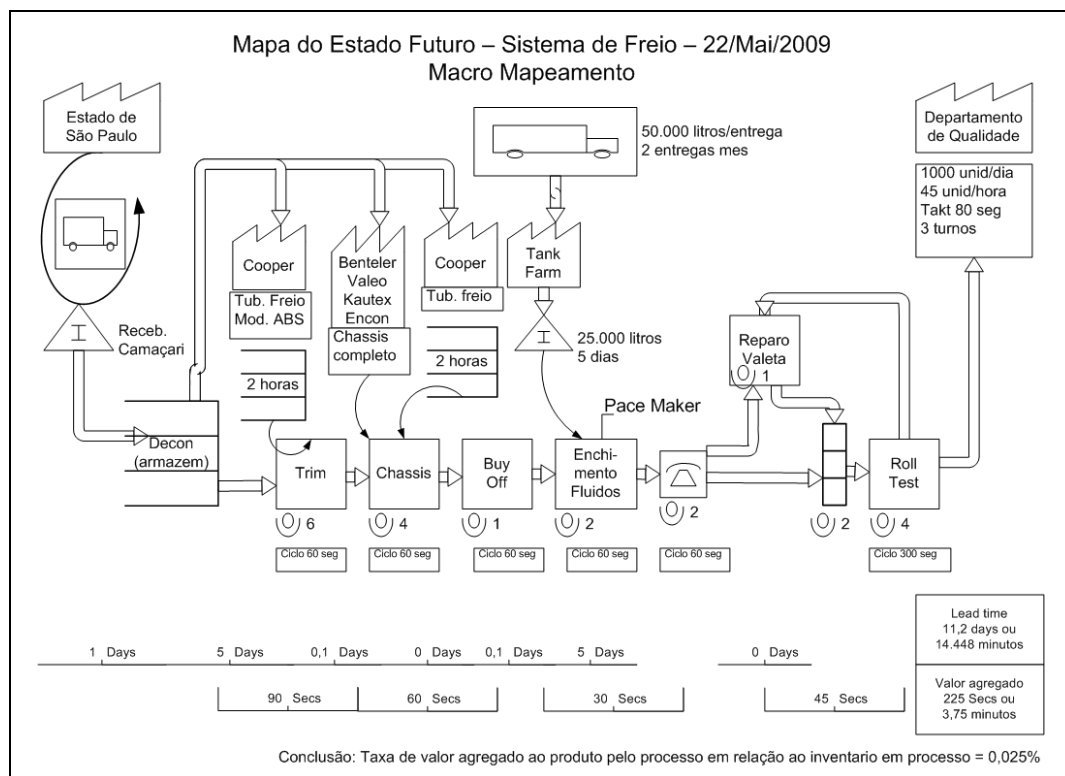 Mapa do Estado Futuro – Sistema de Freio – 22/Mai/2009
Macro Mapeamento
Estado de
São Paulo
50.000 litros/entrega
2 entregas mes
Departamento
de Qualidade
1000 unid/dia
45 unid/hora
Takt 80 seg
3 turnos
Cooper
Tub. Freio
Mod. ABS
2 horas
Benteler
Valeo
Kautex
Encon
Chassis
completo
Cooper
Tub. freio
2 horas
Tank
Farm
I
25.000 litros
5 dias
I
Receb.
Camaçari
Reparo
Valeta
1
Pace Maker
Decon
(armazem)
Trim
Chassis
Buy
Off
Enchi-
mento
Fluidos
Roll
Test
6
4
1
2
2
2
4
Ciclo 60 seg
Ciclo 60 seg
Ciclo 60 seg
Ciclo 60 seg
Ciclo 60 seg
Ciclo 300 seg
1 Days
5 Days
0,1 Days
0 Days
0,1 Days
5 Days
0 Days
90 Secs
60 Secs
30 Secs
45 Secs
Lead time
11,2 days ou
14.448 minutos
Valor agregado
225 Secs ou
3,75 minutos
Conclusão: Taxa de valor agregado ao produto pelo processo em relação ao inventario em processo = 0,025%